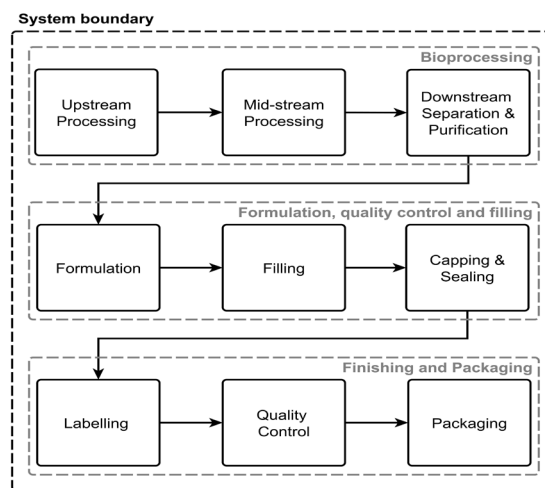 System boundary
Bioprocessing
Upstream
Processing
Mid-stream
Processing
Downstream
Separation &
Purification
Formulation, quality control and filling
Formulation
Filling
Capping &
Sealing
Finishing and Packaging
Labelling
Quality
Control
Packaging